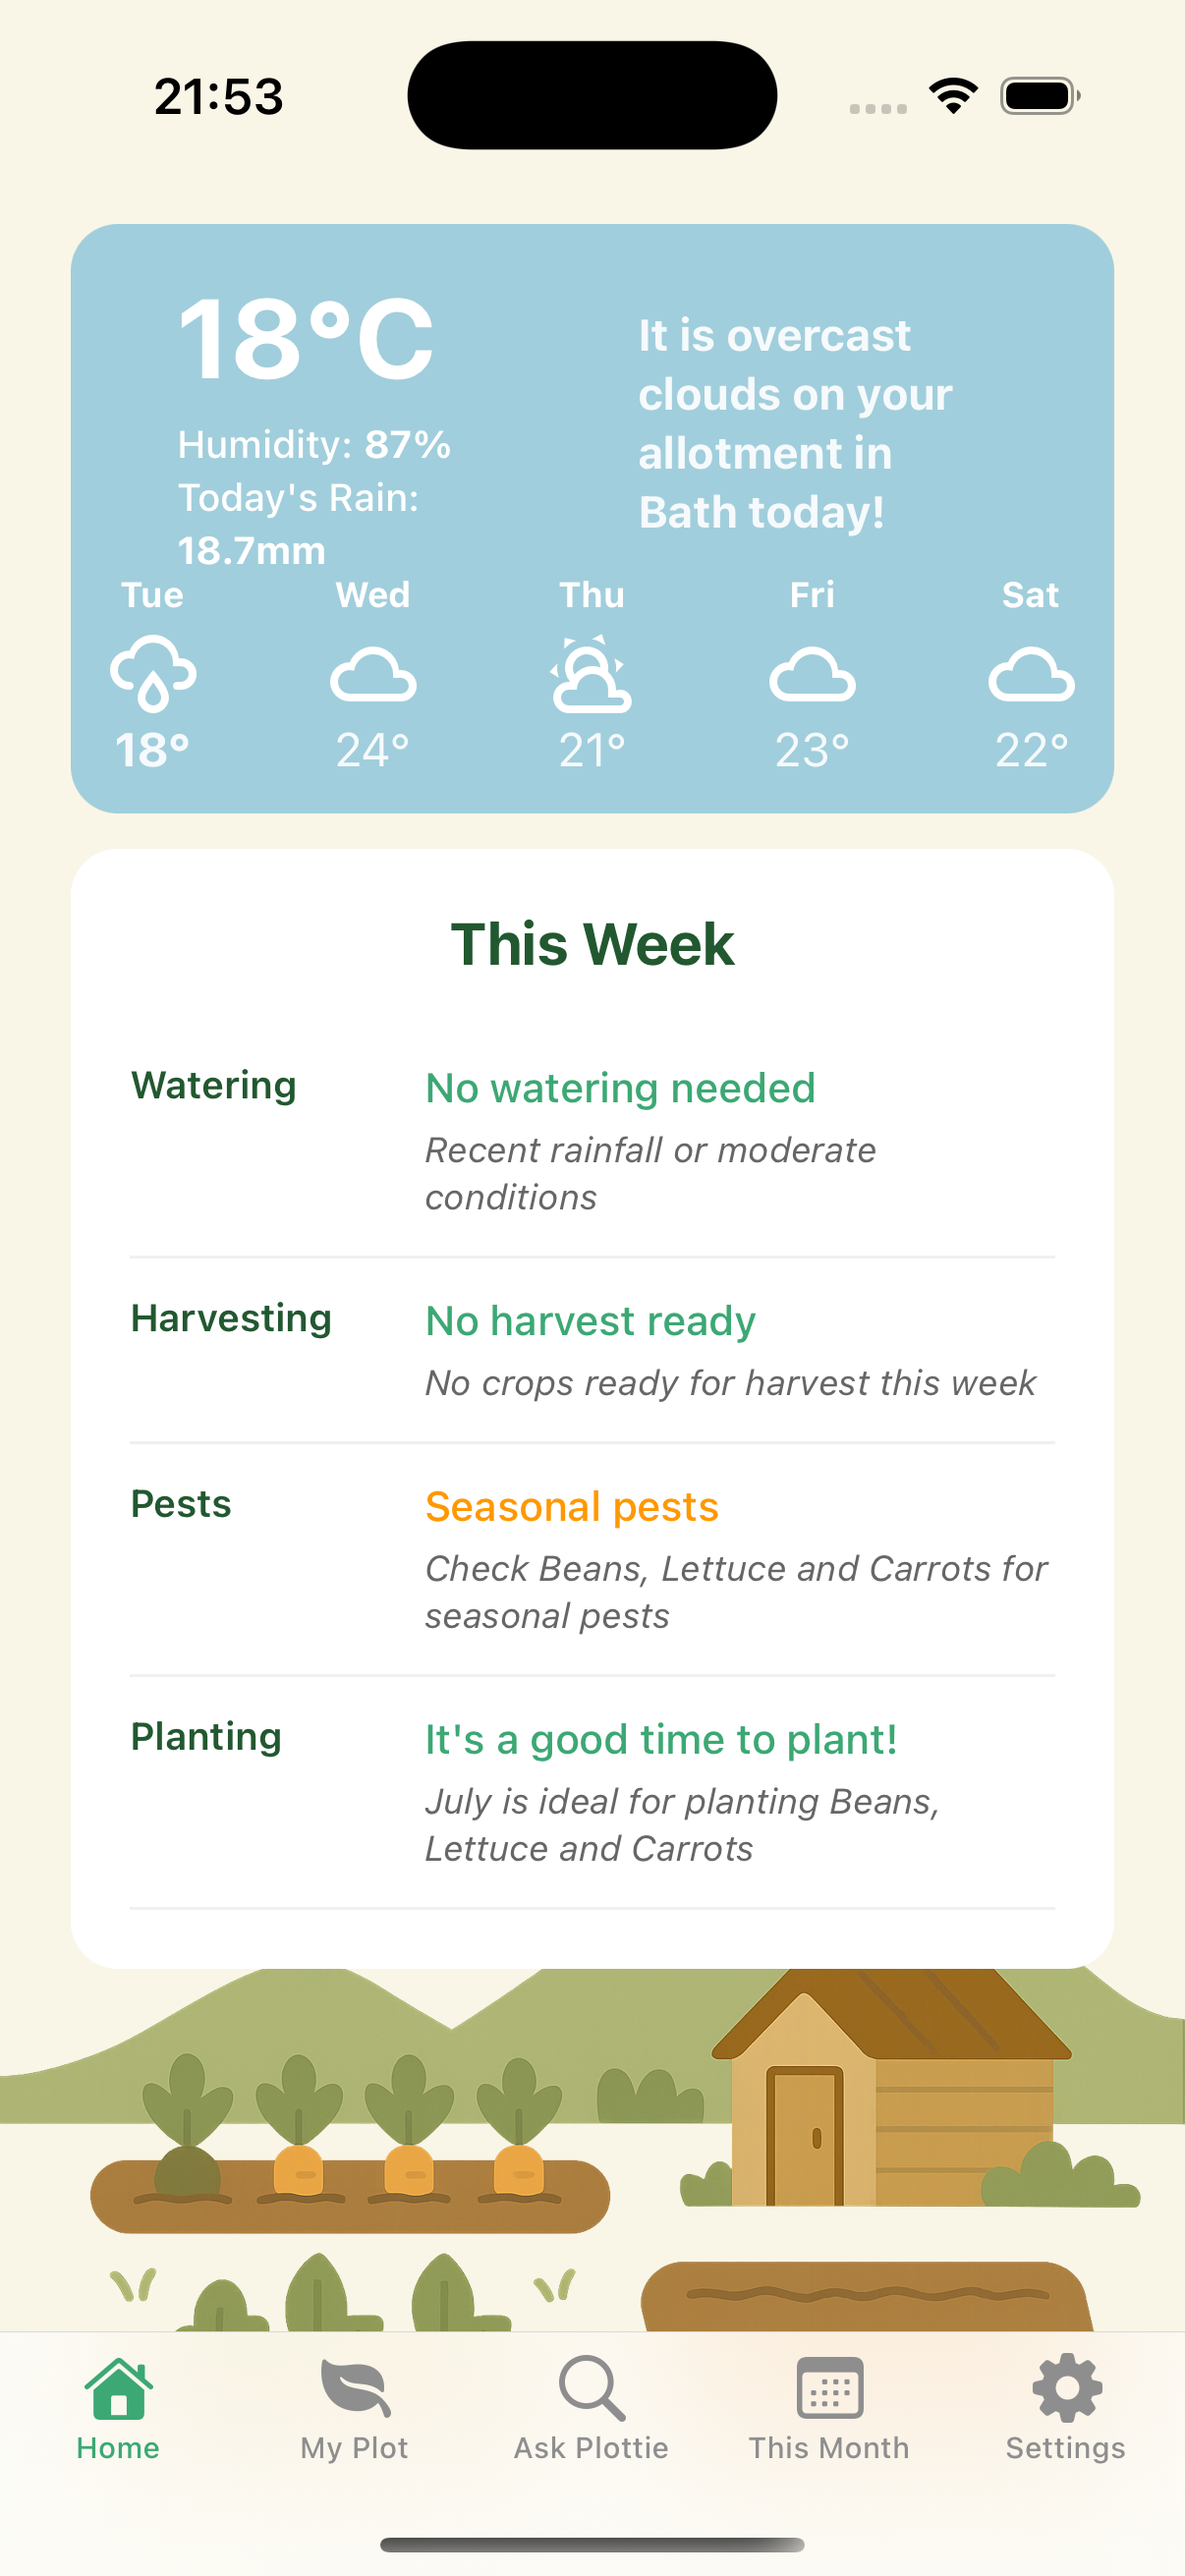 21:53
18°C
Humidity: 87%
Today's Rain:
18.7mm
It is overcast
clouds on your
allotment in
Bath today!
Tue Wed Thu Fri Sat
18° 24° 21° 23° 22°
This Week
Watering
No watering needed
Recent rainfall or moderate
conditions
Harvesting
No harvest ready
No crops ready for harvest this week
Pests
Seasonal pests
Check Beans, Lettuce and Carrots for
seasonal pests
Planting
It's a good time to plant!
July is ideal for planting Beans,
Lettuce and Carrots
Home My Plot Ask Plottie This Month Settings